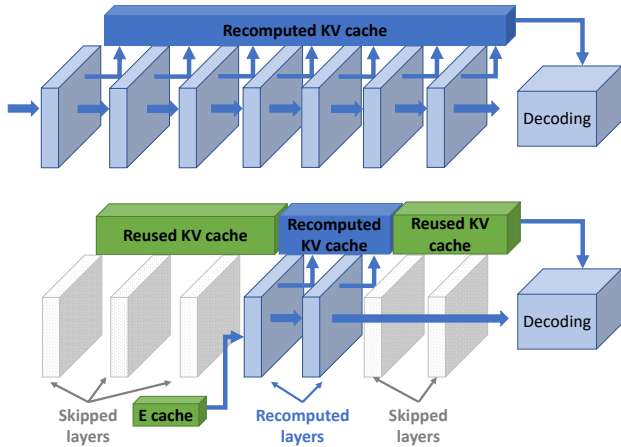 Recomputed KV cache
Decoding
Reused KV cache
Recomputed
KV cache
Reused KV
cache
Decoding
E cache
Skipped
layers
Recomputed
layers
Skipped
layers